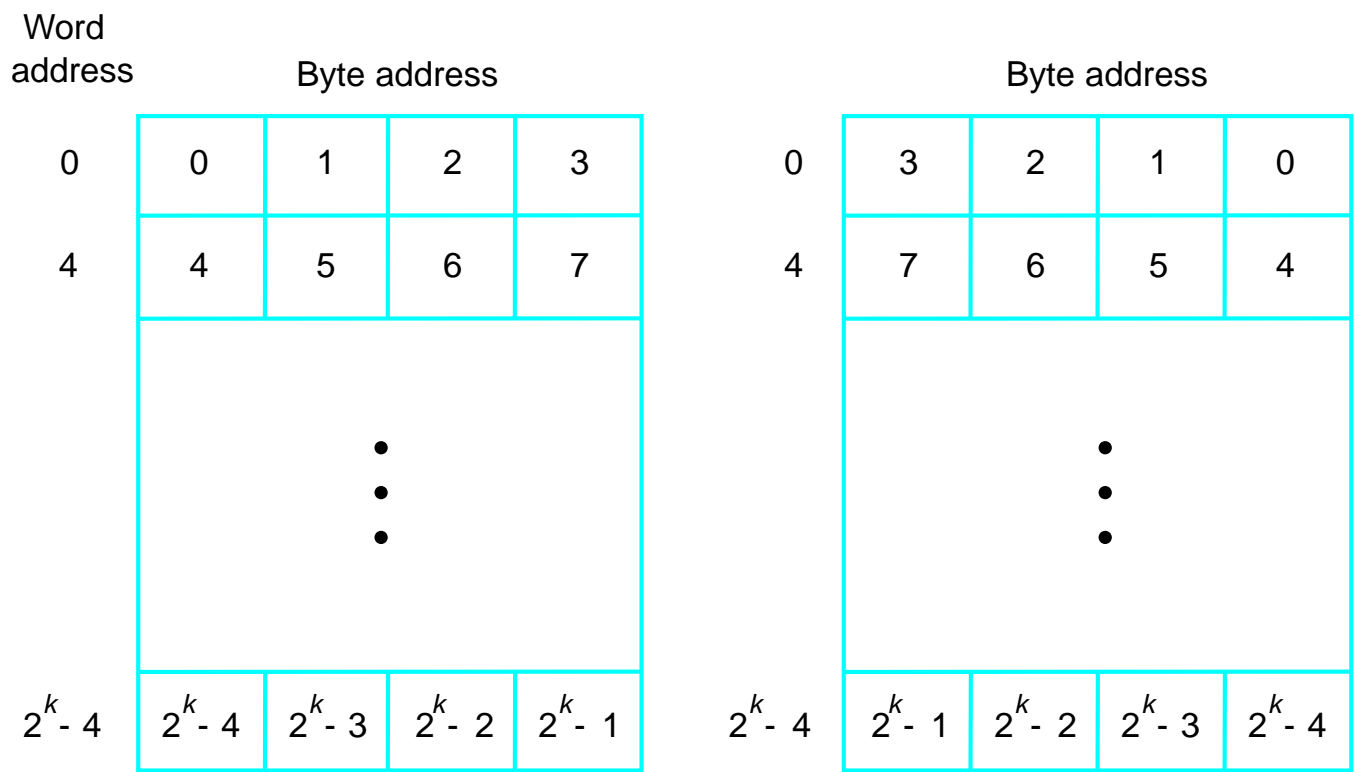 Word
address
Byte address
Byte address
0 0 1 2 3
0 3 2 1 0
4 4 5 6 7
4 7 6 5 4
2^k - 4 2^k - 4 2^k - 3 2^k - 2 2^k - 1
2^k - 4 2^k - 1 2^k - 2 2^k - 3 2^k - 4